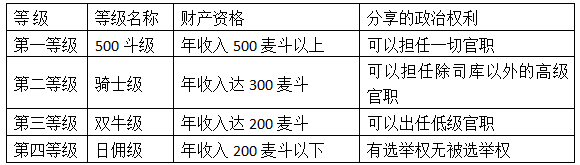 等 级 等级名称 财产资格 分享的政治权利
第一等级 500 斗级 年收入 500 麦斗以上 可以担任一切官职
第二等级 骑士级 年收入达 300 麦斗 可以担任除司库以外的高级
官职
第三等级 双牛级 年收入达 200 麦斗 可以出任低级官职
第四等级 日佣级 年收入 200 麦斗以下 有选举权无被选举权